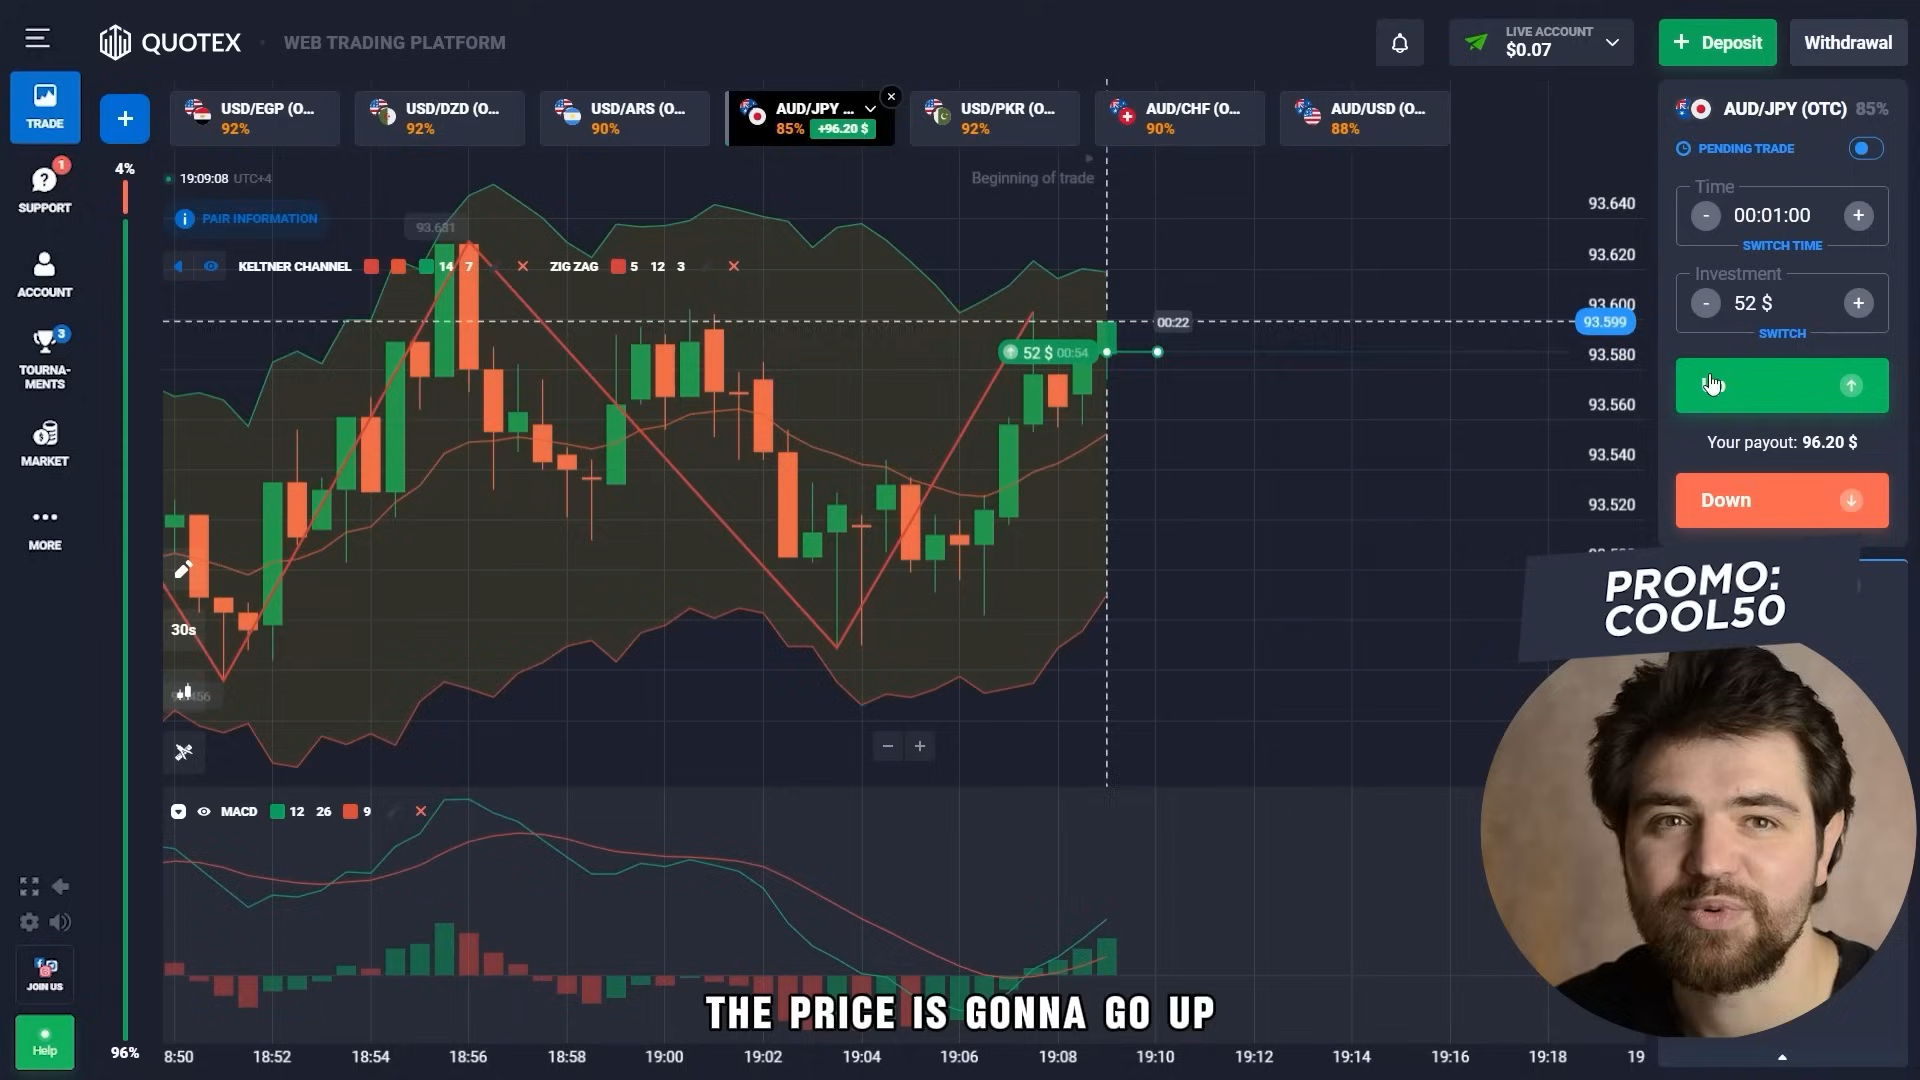 QUOTEX
WEB TRADING PLATFORM
LIVE ACCOUNT
$0.07
+ Deposit
Withdrawal
TRADE
1
SUPPORT
ACCOUNT
3
TOURNA-
MENTS
MARKET
MORE
JOIN US
Help
+
4%
96%
USD/EGP (O...
92%
USD/DZD (O...
92%
USD/ARS (O...
90%
AUD/JPY ...
85% +96.20 $
USD/PKR (O...
92%
AUD/CHF (O...
90%
AUD/USD (O...
88%
19:09:08 UTC+4
Beginning of trade
PAIR INFORMATION
93.631
KELTNER CHANNEL 14 7
ZIG ZAG 5 12 3
00:22
52 $ 00:54
93.640
93.620
93.600
93.599
93.580
93.560
93.540
93.520
30s
MACD 12 26 9
THE PRICE IS GONNA GO UP
8:50 18:52 18:54 18:56 18:58 19:00 19:02 19:04 19:06 19:08 19:10 19:12 19:14 19:16 19:18 19
AUD/JPY (OTC) 85%
PENDING TRADE
Time
- 00:01:00 +
SWITCH TIME
Investment
- 52 $ +
SWITCH
Your payout: 96.20 $
Down
PROMO:
COOL50